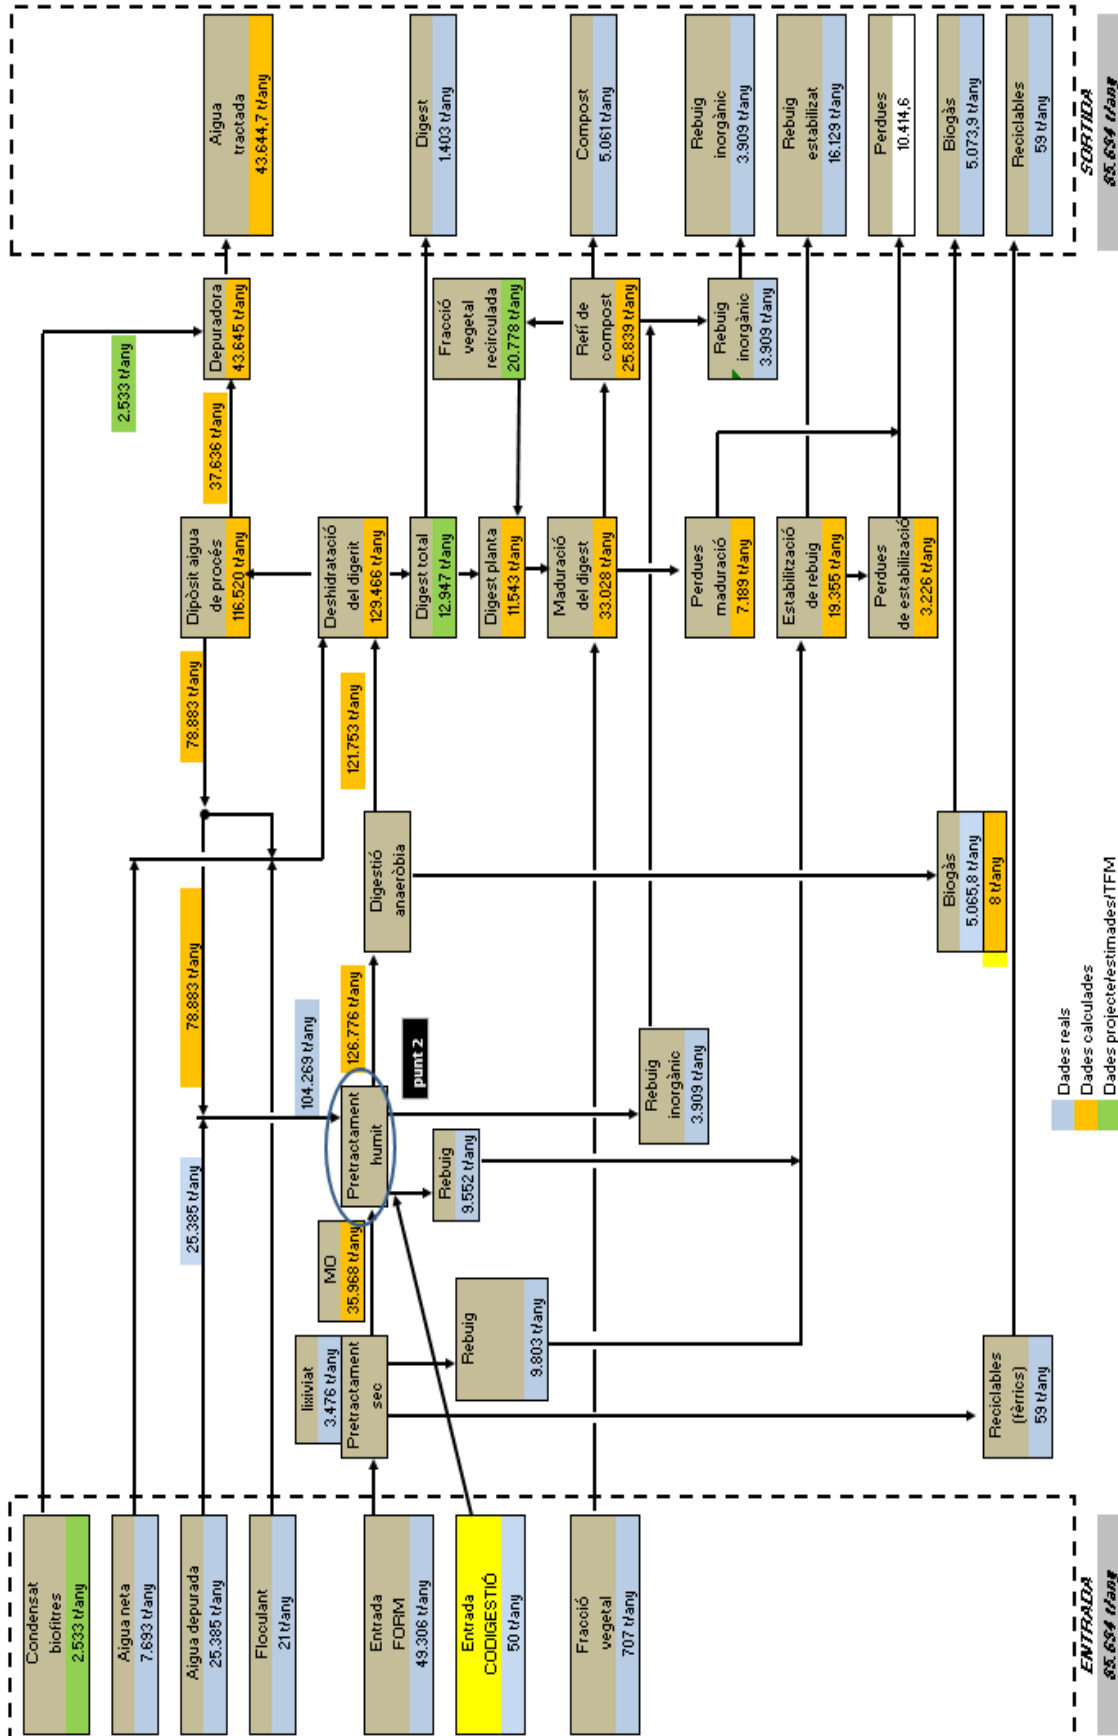 Condensat
biofiltres
2.533 t/any
Aigua neta
7.693 t/any
Aigua depurada
25.385 t/any
Floculant
21 t/any
Entrada
FORM
49.306 t/any
Entrada
CODIGESTIÓ
50 t/any
Fracció
vegetal
707 t/any
ENTRADA
85.694 t/any
lixiviat
3.476 t/any
Pretractament
sec
MO
35.968 t/any
Rebuig
9.803 t/any
Reciclables
(fèrrics)
59 t/any
25.385 t/any
78.883 t/any
104.269 t/any
Pretractament
humit
126.776 t/any
punt 2
Rebuig
9.552 t/any
Rebuig
inorgànic
3.909 t/any
Digestió
anaeròbia
121.753 t/any
Biogàs
5.065,8 t/any
8 t/any
78.883 t/any
Dipòsit aigua
de procés
116.520 t/any
Deshidratació
del digerit
129.466 t/any
Digest total
12.947 t/any
Digest planta
11.543 t/any
Maduració
del digest
33.028 t/any
Perdues
maduració
7.189 t/any
Estabilització
de rebuig
19.355 t/any
Perdues
de estabilizació
3.226 t/any
37.636 t/any
2.533 t/any
Depuradora
43.645 t/any
Fracció
vegetal
recirculada
20.778 t/any
Refí de
compost
25.839 t/any
Rebuig
inorgànic
3.909 t/any
Aigua
tractada
43.644,7 t/any
Digest
1.403 t/any
Compost
5.061 t/any
Rebuig
inorgànic
3.909 t/any
Rebuig
estabilizat
16.129 t/any
Perdues
10.414,6
Biogàs
5.073,9 t/any
Reciclables
59 t/any
SORTIDA
85.694 t/any
Dades reals
Dades calculades
Dades projecte/estimades/TFM